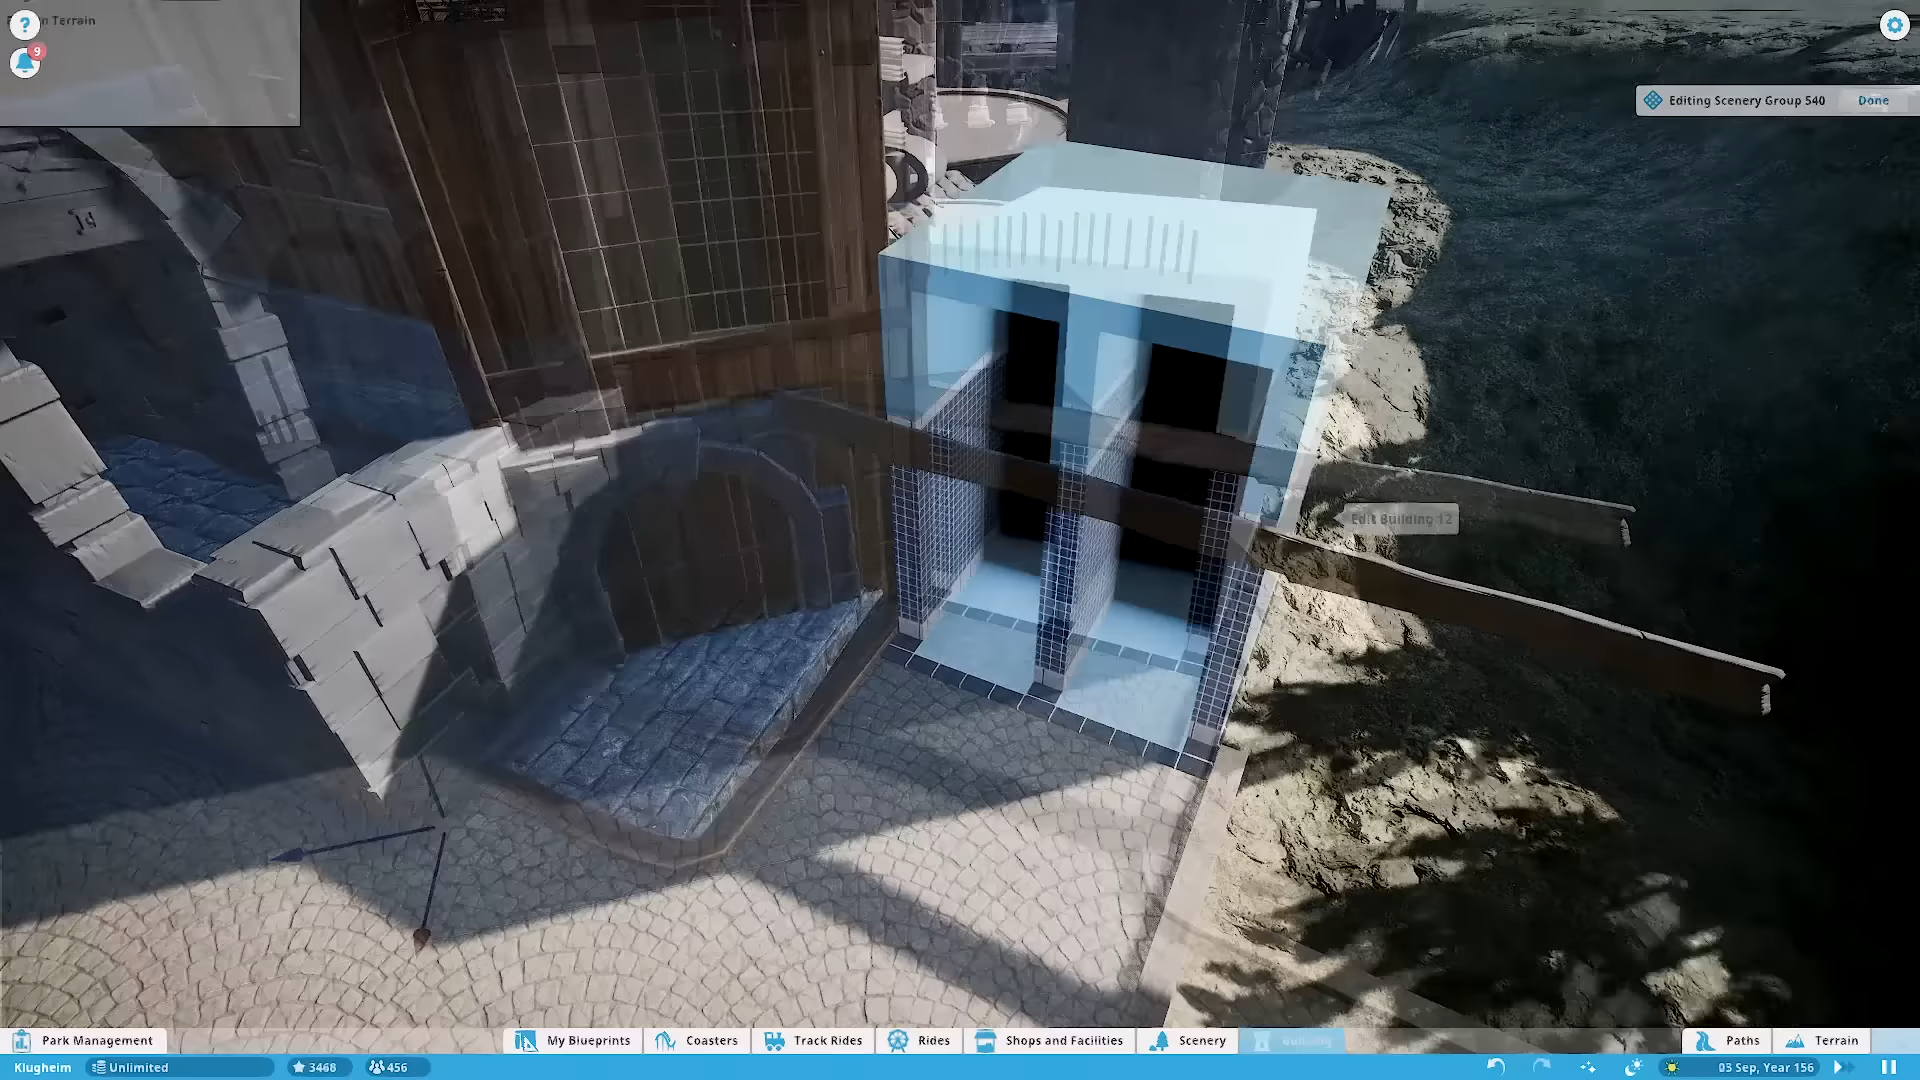 n Terrain
?
9
Editing Scenery Group 540 Done
Edit Building 12
Park Management
My Blueprints
Coasters
Track Rides
Rides
Shops and Facilities
Scenery
Building
Paths
Terrain
Klugheim
Unlimited
3468
456
03 Sep, Year 156